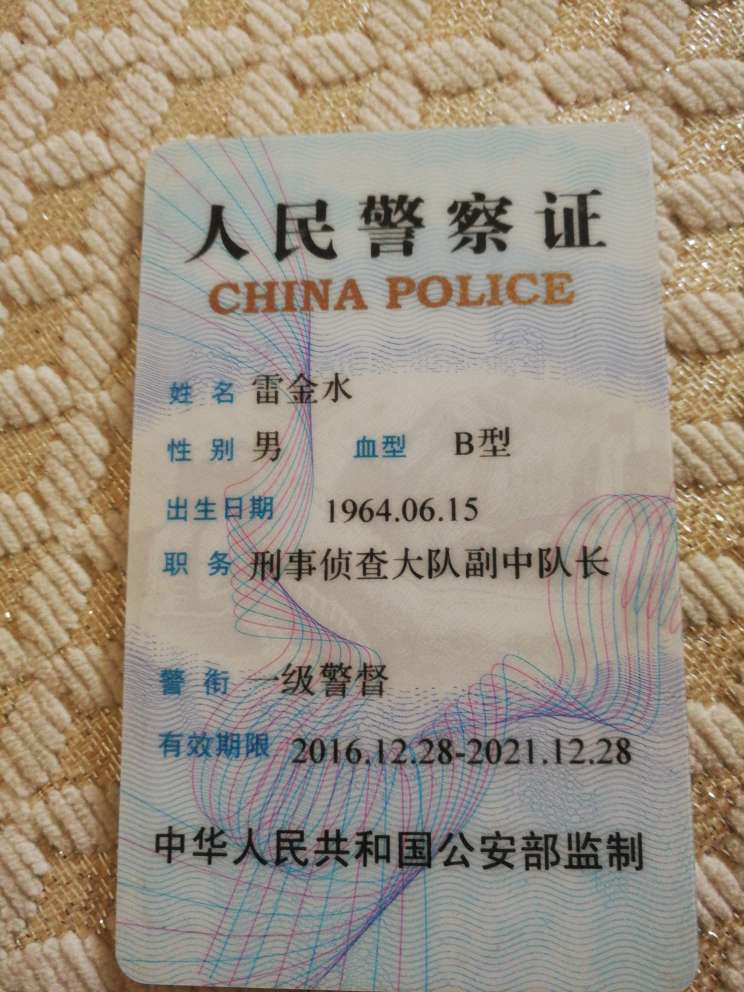 人民警察证
CHINA POLICE
姓名 雷金水
性别 男 血型 B型
出生日期 1964.06.15
职务 刑事侦查大队副中队长
警衔 一级警督
有效期限 2016.12.28-2021.12.28
中华人民共和国公安部监制